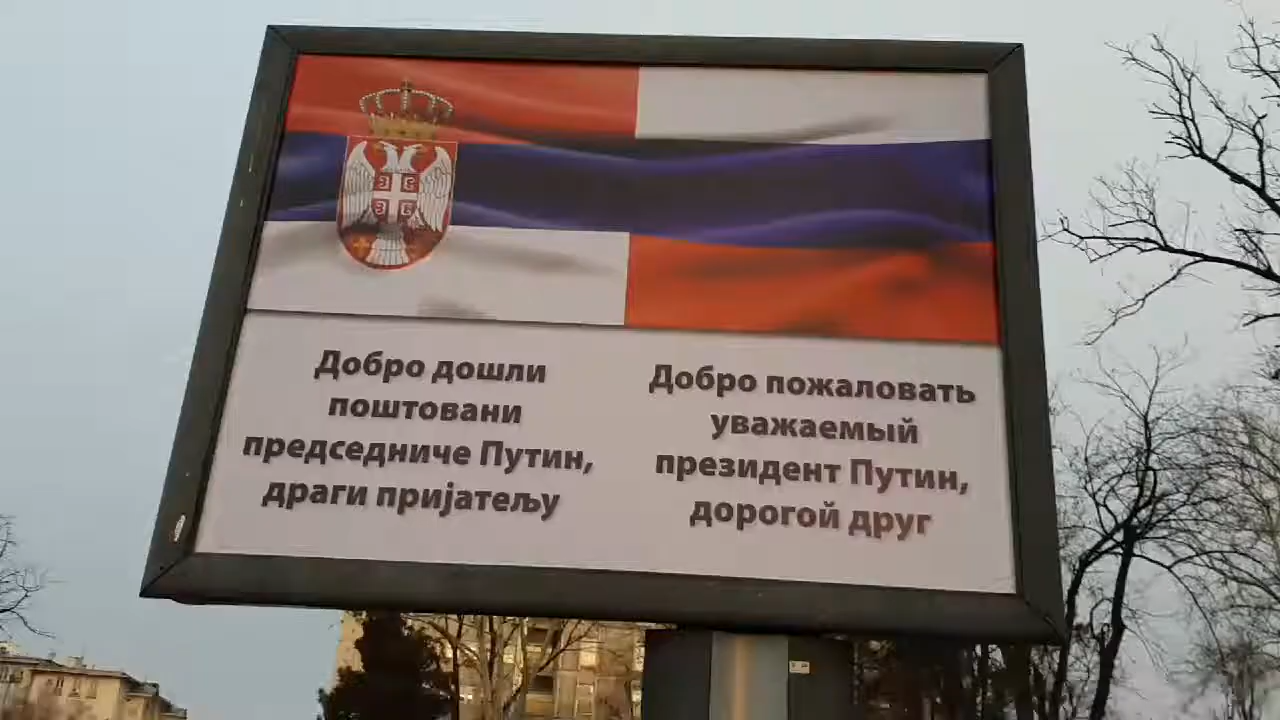 Добро дошли
поштовани
председниче Путин,
драги пријатељу
Добро пожаловать
уважаемый
президент Путин,
дорогой друг